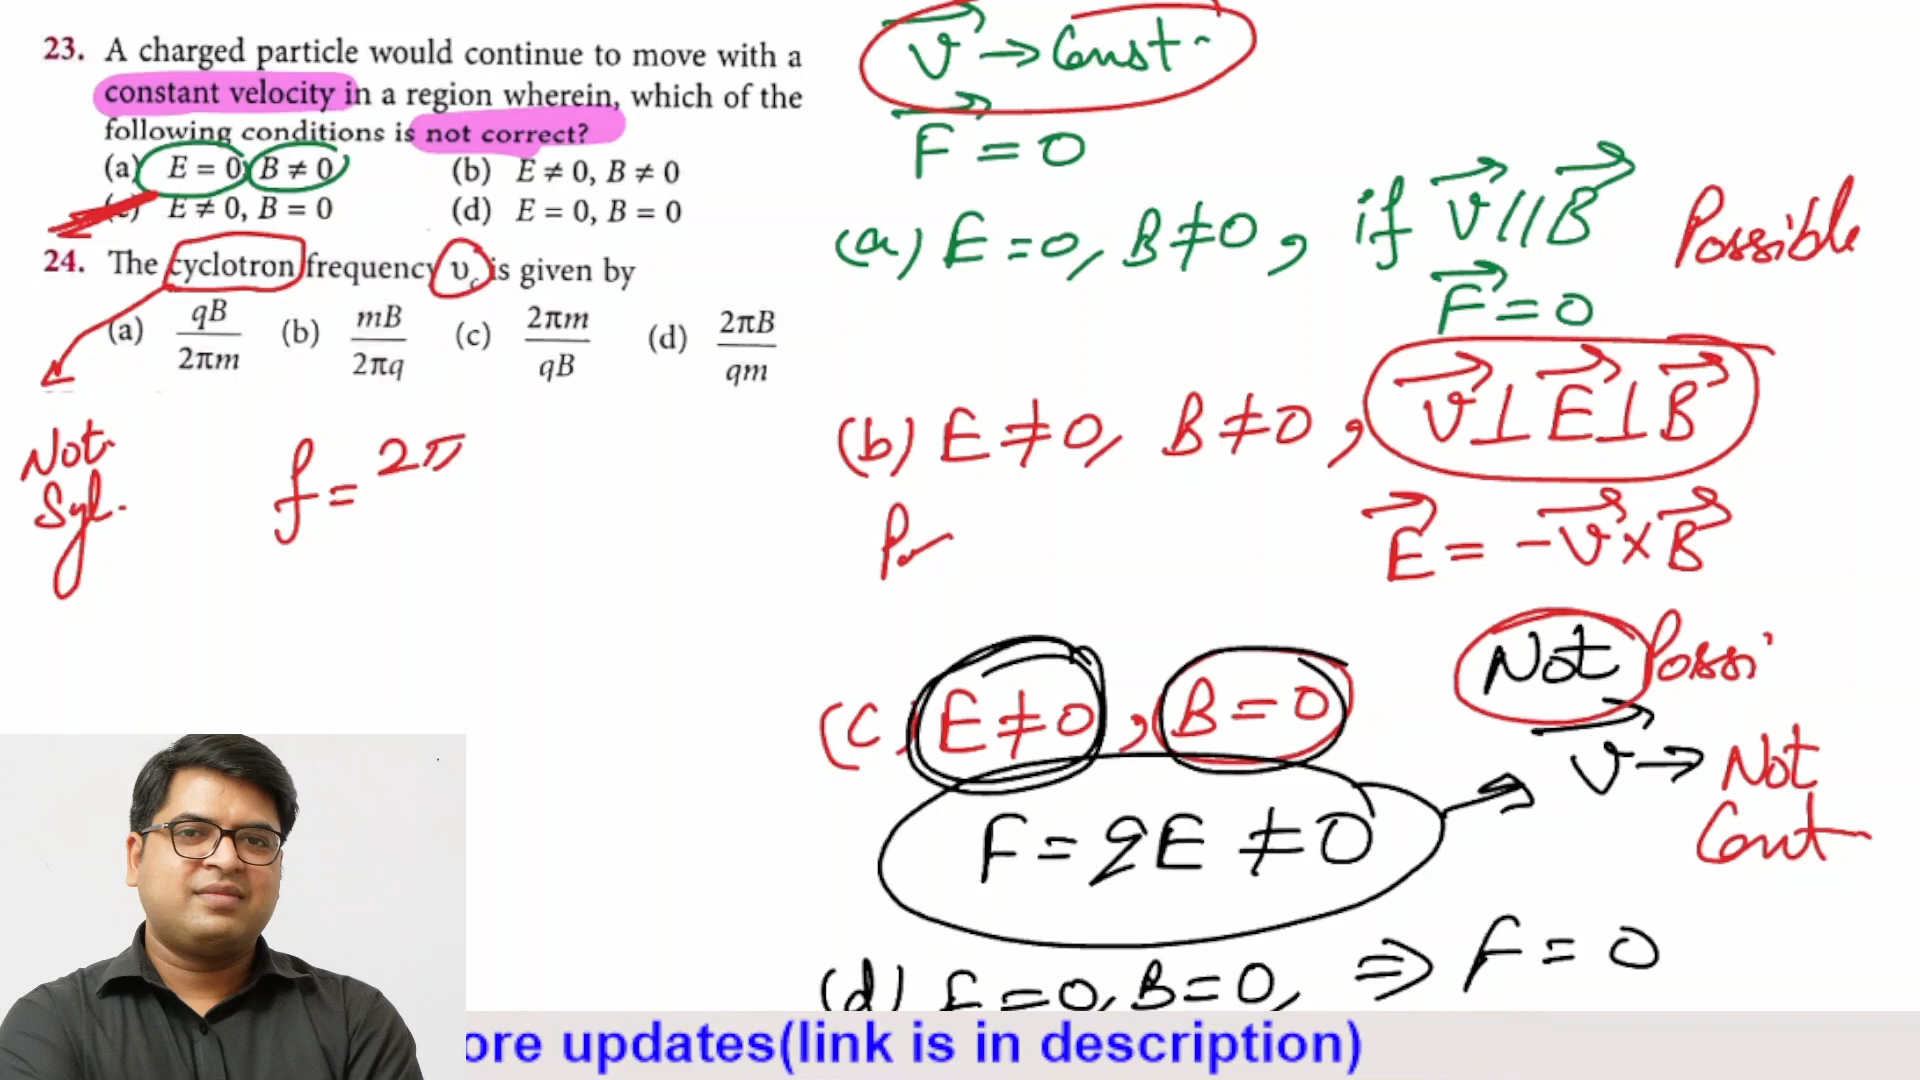 23. A charged particle would continue to move with a
constant velocity in a region wherein, which of the
following conditions is not correct?
(a) E = 0, B ≠ 0 (b) E ≠ 0, B ≠ 0
(c) E ≠ 0, B = 0 (d) E = 0, B = 0
24. The cyclotron frequency υc is given by
(a) qB/2πm (b) mB/2πq (c) 2πm/qB (d) 2πB/qm
Not
Syl.
f = 2π
v → Const.
F = 0
(a) E = 0, B ≠ 0, if v // B Possible
F = 0
(b) E ≠ 0, B ≠ 0, v ⊥ E ⊥ B
E = -v × B
(c) E ≠ 0, B = 0 Not Possi
v → Not
Cont
F = qE ≠ 0
(d) E = 0, B = 0, ⇒ F = 0
ore updates(link is in description)